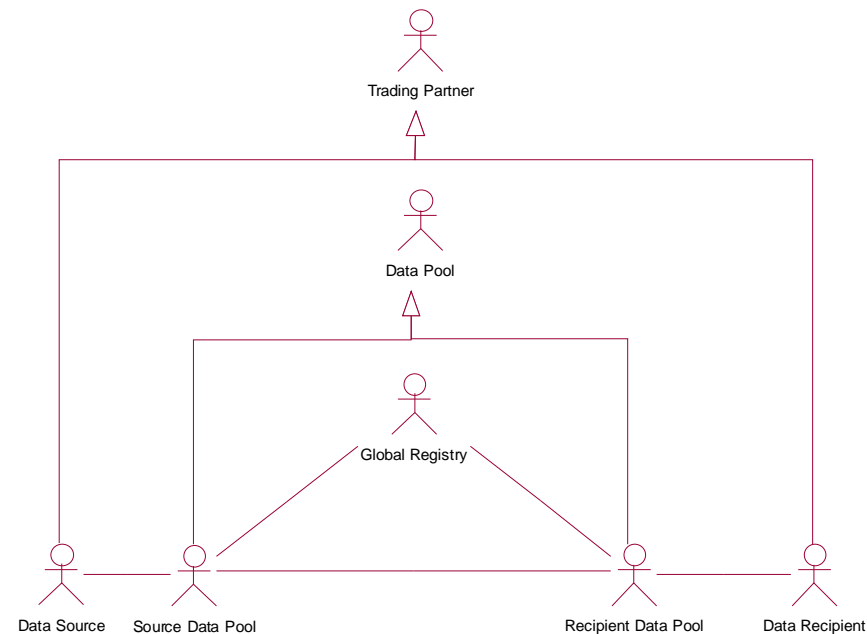 Trading Partner
Data Pool
Global Registry
Data Source
Source Data Pool
Recipient Data Pool
Data Recipient